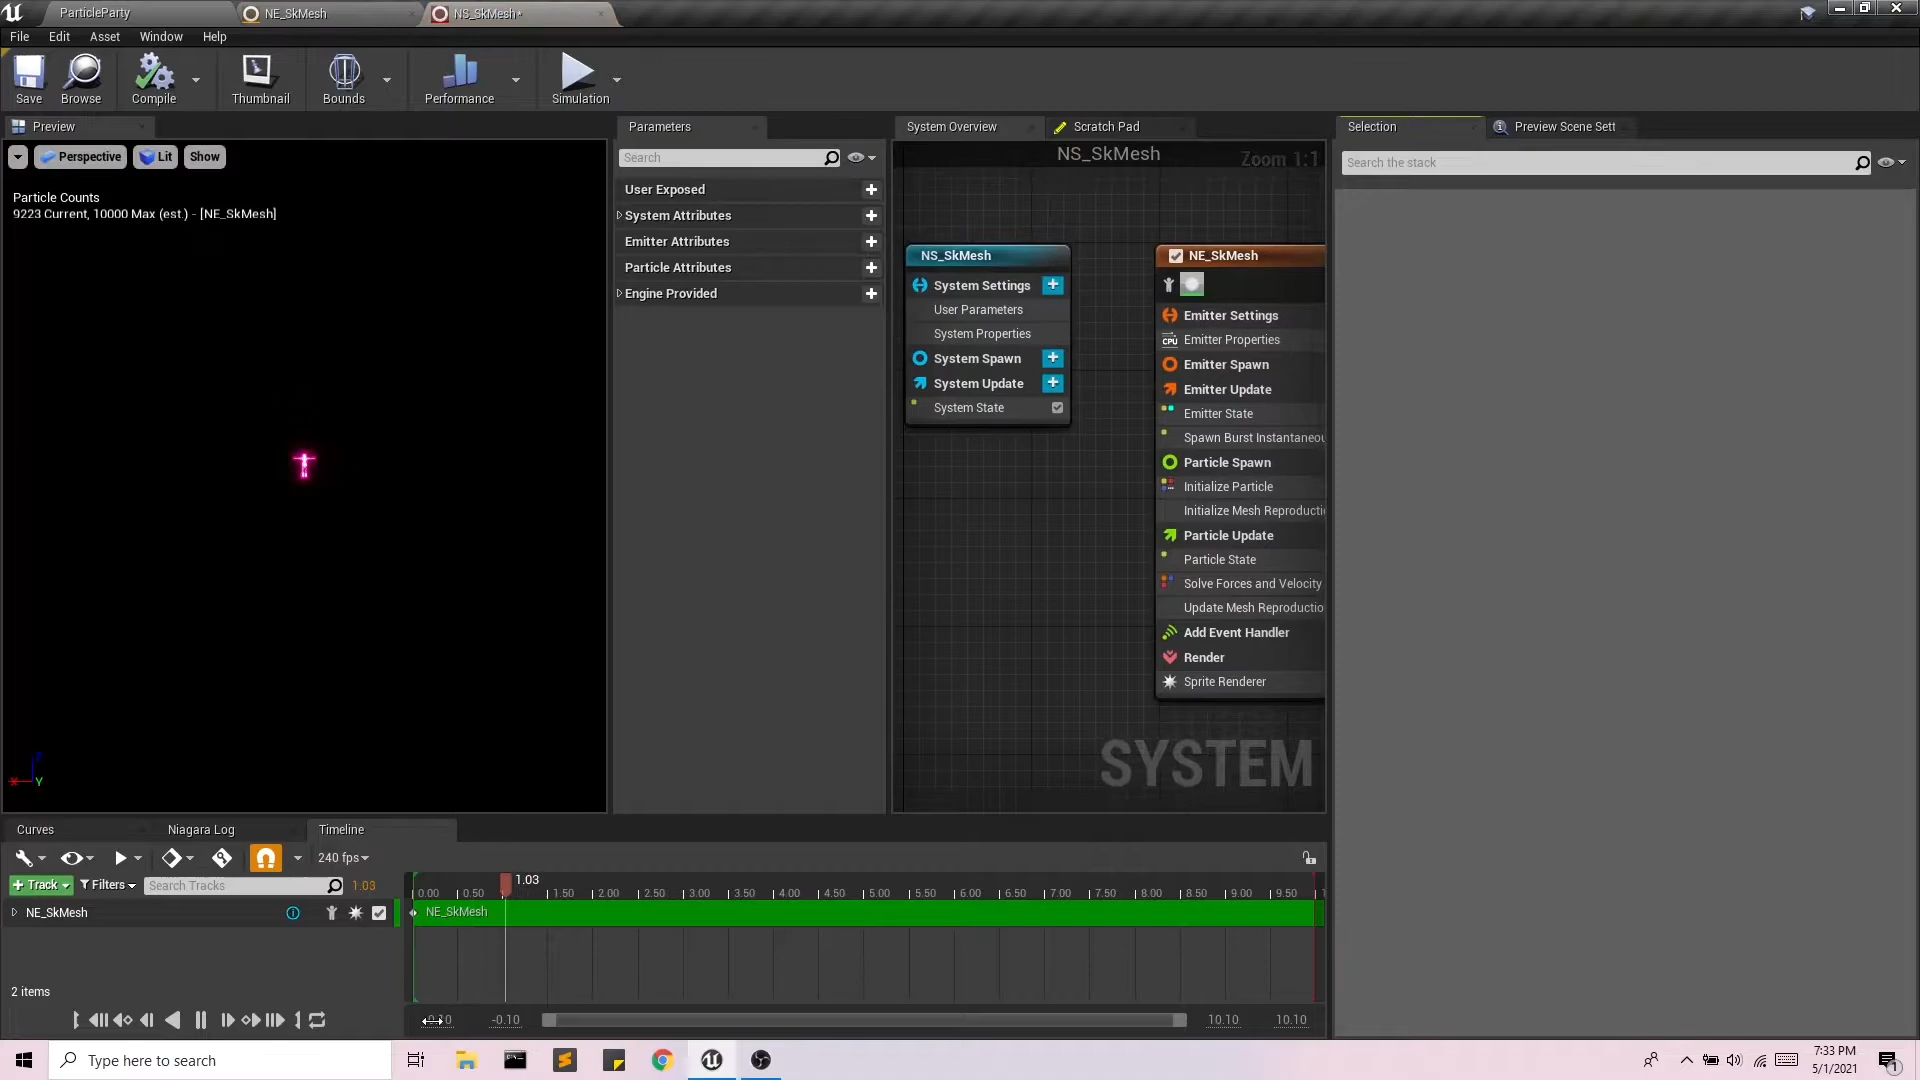 ParticleParty
NE_SkMesh
NS_SkMesh*
File
Edit
Asset
Window
Help
Save
Browse
Compile
Thumbnail
Bounds
Performance
Simulation
Preview
Perspective
Lit
Show
Particle Counts
9223 Current, 10000 Max (est.) - [NE_SkMesh]
X
Y
Parameters
Search
User Exposed
System Attributes
Emitter Attributes
Particle Attributes
Engine Provided
System Overview
Scratch Pad
NS_SkMesh
Zoom 1:1
NS_SkMesh
System Settings
User Parameters
System Properties
System Spawn
System Update
System State
NE_SkMesh
Emitter Settings
CPU
Emitter Properties
Emitter Spawn
Emitter Update
Emitter State
Spawn Burst Instantaneou
Particle Spawn
Initialize Particle
Initialize Mesh Reproducti
Particle Update
Particle State
Solve Forces and Velocity
Update Mesh Reproductio
Add Event Handler
Render
Sprite Renderer
SYSTEM
Selection
Preview Scene Sett
Search the stack
Curves
Niagara Log
Timeline
240 fps
+ Track
Filters
Search Tracks
1.03
1.03
0.00 0.50 1.50 2.00 2.50 3.00 3.50 4.00 4.50 5.00 5.50 6.00 6.50 7.00 7.50 8.00 8.50 9.00 9.50 1
NE_SkMesh
NE_SkMesh
2 items
-0.10
10.10
10.10
Type here to search
7:33 PM
5/1/2021
1